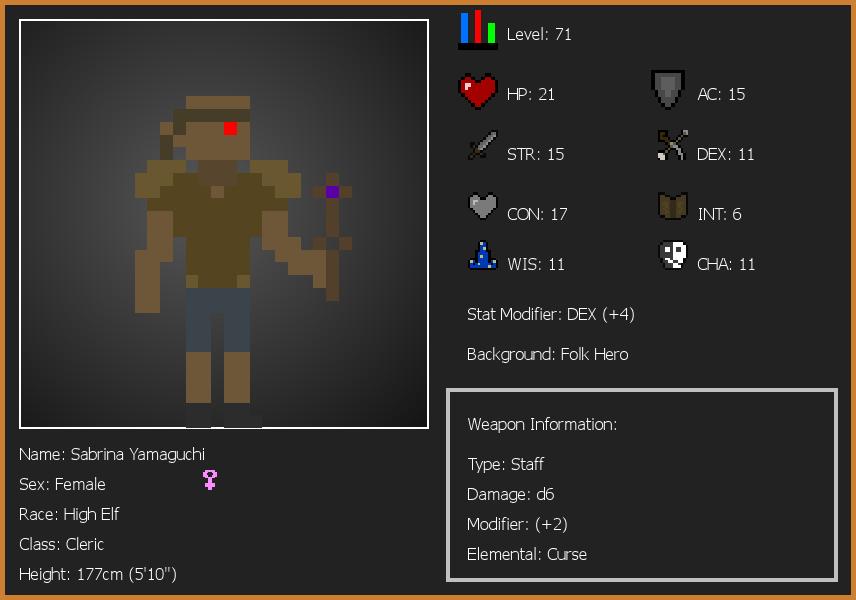 Level: 71
HP: 21
AC: 15
STR: 15
DEX: 11
CON: 17
INT: 6
WIS: 11
CHA: 11
Stat Modifier: DEX (+4)
Background: Folk Hero
Weapon Information:
Type: Staff
Damage: d6
Modifier: (+2)
Elemental: Curse
Name: Sabrina Yamaguchi
Sex: Female
Race: High Elf
Class: Cleric
Height: 177cm (5'10")